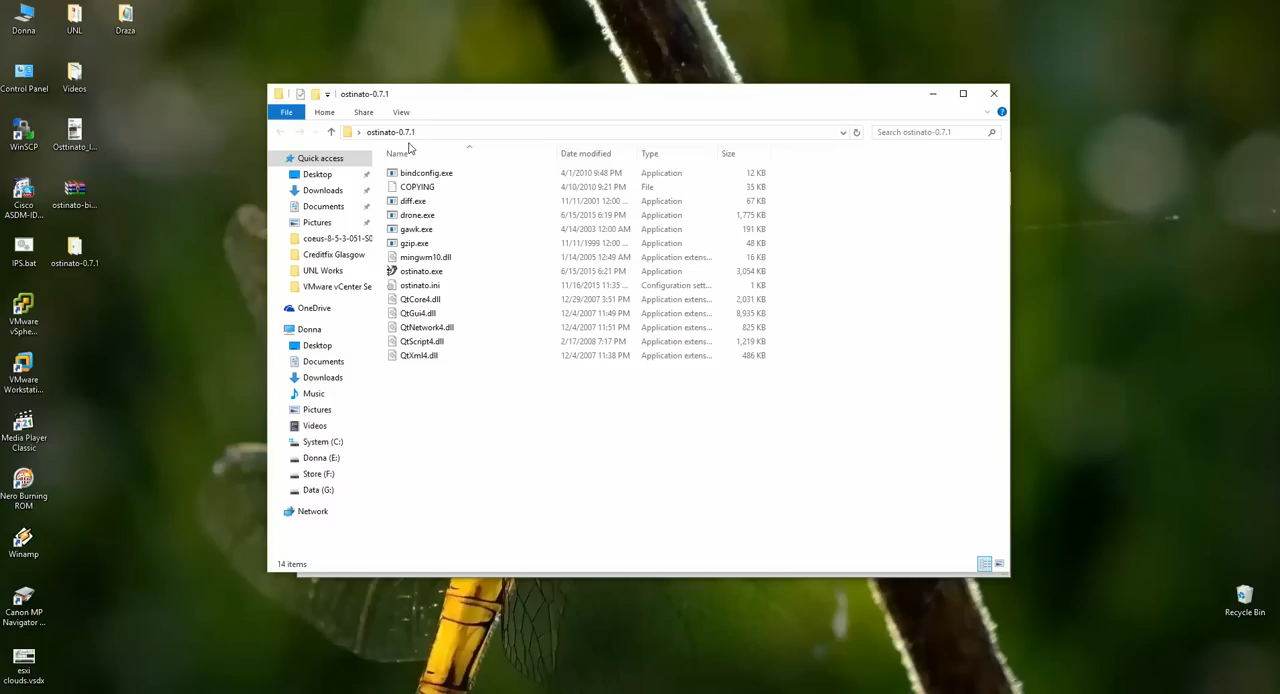 Donna
UNL
Draza
Control Panel
Videos
WinSCP
Osttinato_I...
Cisco
ASDM-ID...
ostinato-bi...
IPS.bat
ostinato-0.7.1
VMware
vSphe...
VMware
Workstati...
Media Player
Classic
Nero Burning
ROM
Winamp
Canon MP
Navigator ...
esxi
clouds.vsdx
Recycle Bin
ostinato-0.7.1
File
Home
Share
View
ostinato-0.7.1
Search ostinato-0.7.1
Name
Date modified
Type
Size
Quick access
Desktop
Downloads
Documents
Pictures
coeus-8-5-3-051-S0
Creditfix Glasgow
UNL Works
VMware vCenter Se
OneDrive
Donna
Desktop
Documents
Downloads
Music
Pictures
Videos
System (C:)
Donna (E:)
Store (F:)
Data (G:)
Network
bindconfig.exe 4/1/2010 9:48 PM Application 12 KB
COPYING 4/10/2010 9:21 PM File 35 KB
diff.exe 11/11/2001 12:00 ... Application 67 KB
drone.exe 6/15/2015 6:19 PM Application 1,775 KB
gawk.exe 4/14/2003 12:00 AM Application 191 KB
gzip.exe 11/11/1999 12:00 ... Application 48 KB
mingwm10.dll 1/14/2005 12:49 AM Application extens... 16 KB
ostinato.exe 6/15/2015 6:21 PM Application 3,054 KB
ostinato.ini 11/16/2015 11:35 ... Configuration sett... 1 KB
QtCore4.dll 12/29/2007 3:51 PM Application extens... 2,031 KB
QtGui4.dll 12/4/2007 11:49 PM Application extens... 8,935 KB
QtNetwork4.dll 12/4/2007 11:51 PM Application extens... 825 KB
QtScript4.dll 2/17/2008 7:17 PM Application extens... 1,219 KB
QtXml4.dll 12/4/2007 11:38 PM Application extens... 486 KB
14 items